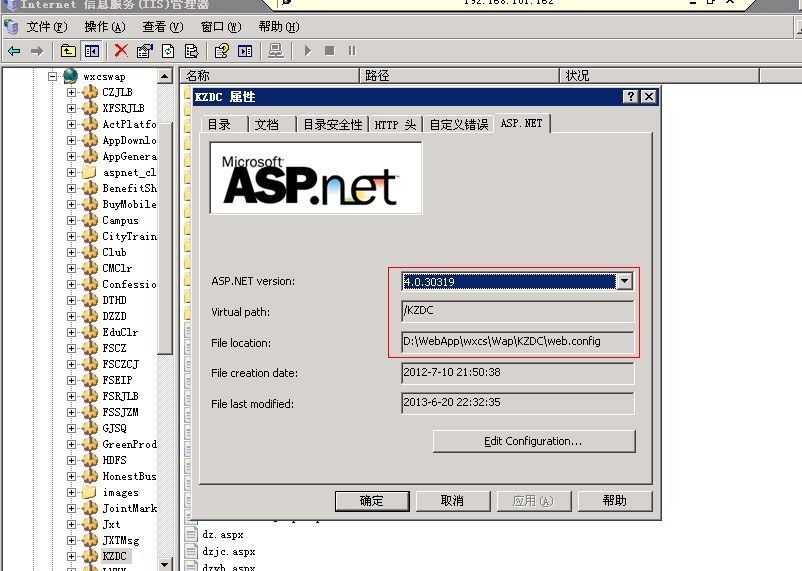 Internet 信息服务(IIS)管理器
192.168.101.162
文件(F) 操作(A) 查看(V) 窗口(W) 帮助(H)
名称 路径 状况
wxcswap
CZJLB
XFSRJLB
ActPlatfo
AppDownlo
AppGenera
aspnet_cl
BenefitSh
BuyMobile
Campus
CityTrain
Club
CMClr
Confessio
DTHD
DZZD
EduClr
FSCZ
FSCZCJ
FSEIP
FSRJLB
FSSJZM
GJSQ
GreenProd
HDFS
HonestBus
images
JointMark
Jxt
JXTMsg
KZDC
KZDC 属性
目录 文档 目录安全性 HTTP 头 自定义错误 ASP.NET
Microsoft
ASP.net
ASP.NET version: 4.0.30319
Virtual path: /KZDC
File location: D:\WebApp\wxcs\Wap\KZDC\web.config
File creation date: 2012-7-10 21:50:38
File last modified: 2013-6-20 22:32:35
Edit Configuration...
确定 取消 应用(A) 帮助
dz.aspx
dzjc.aspx
dzyh.aspx